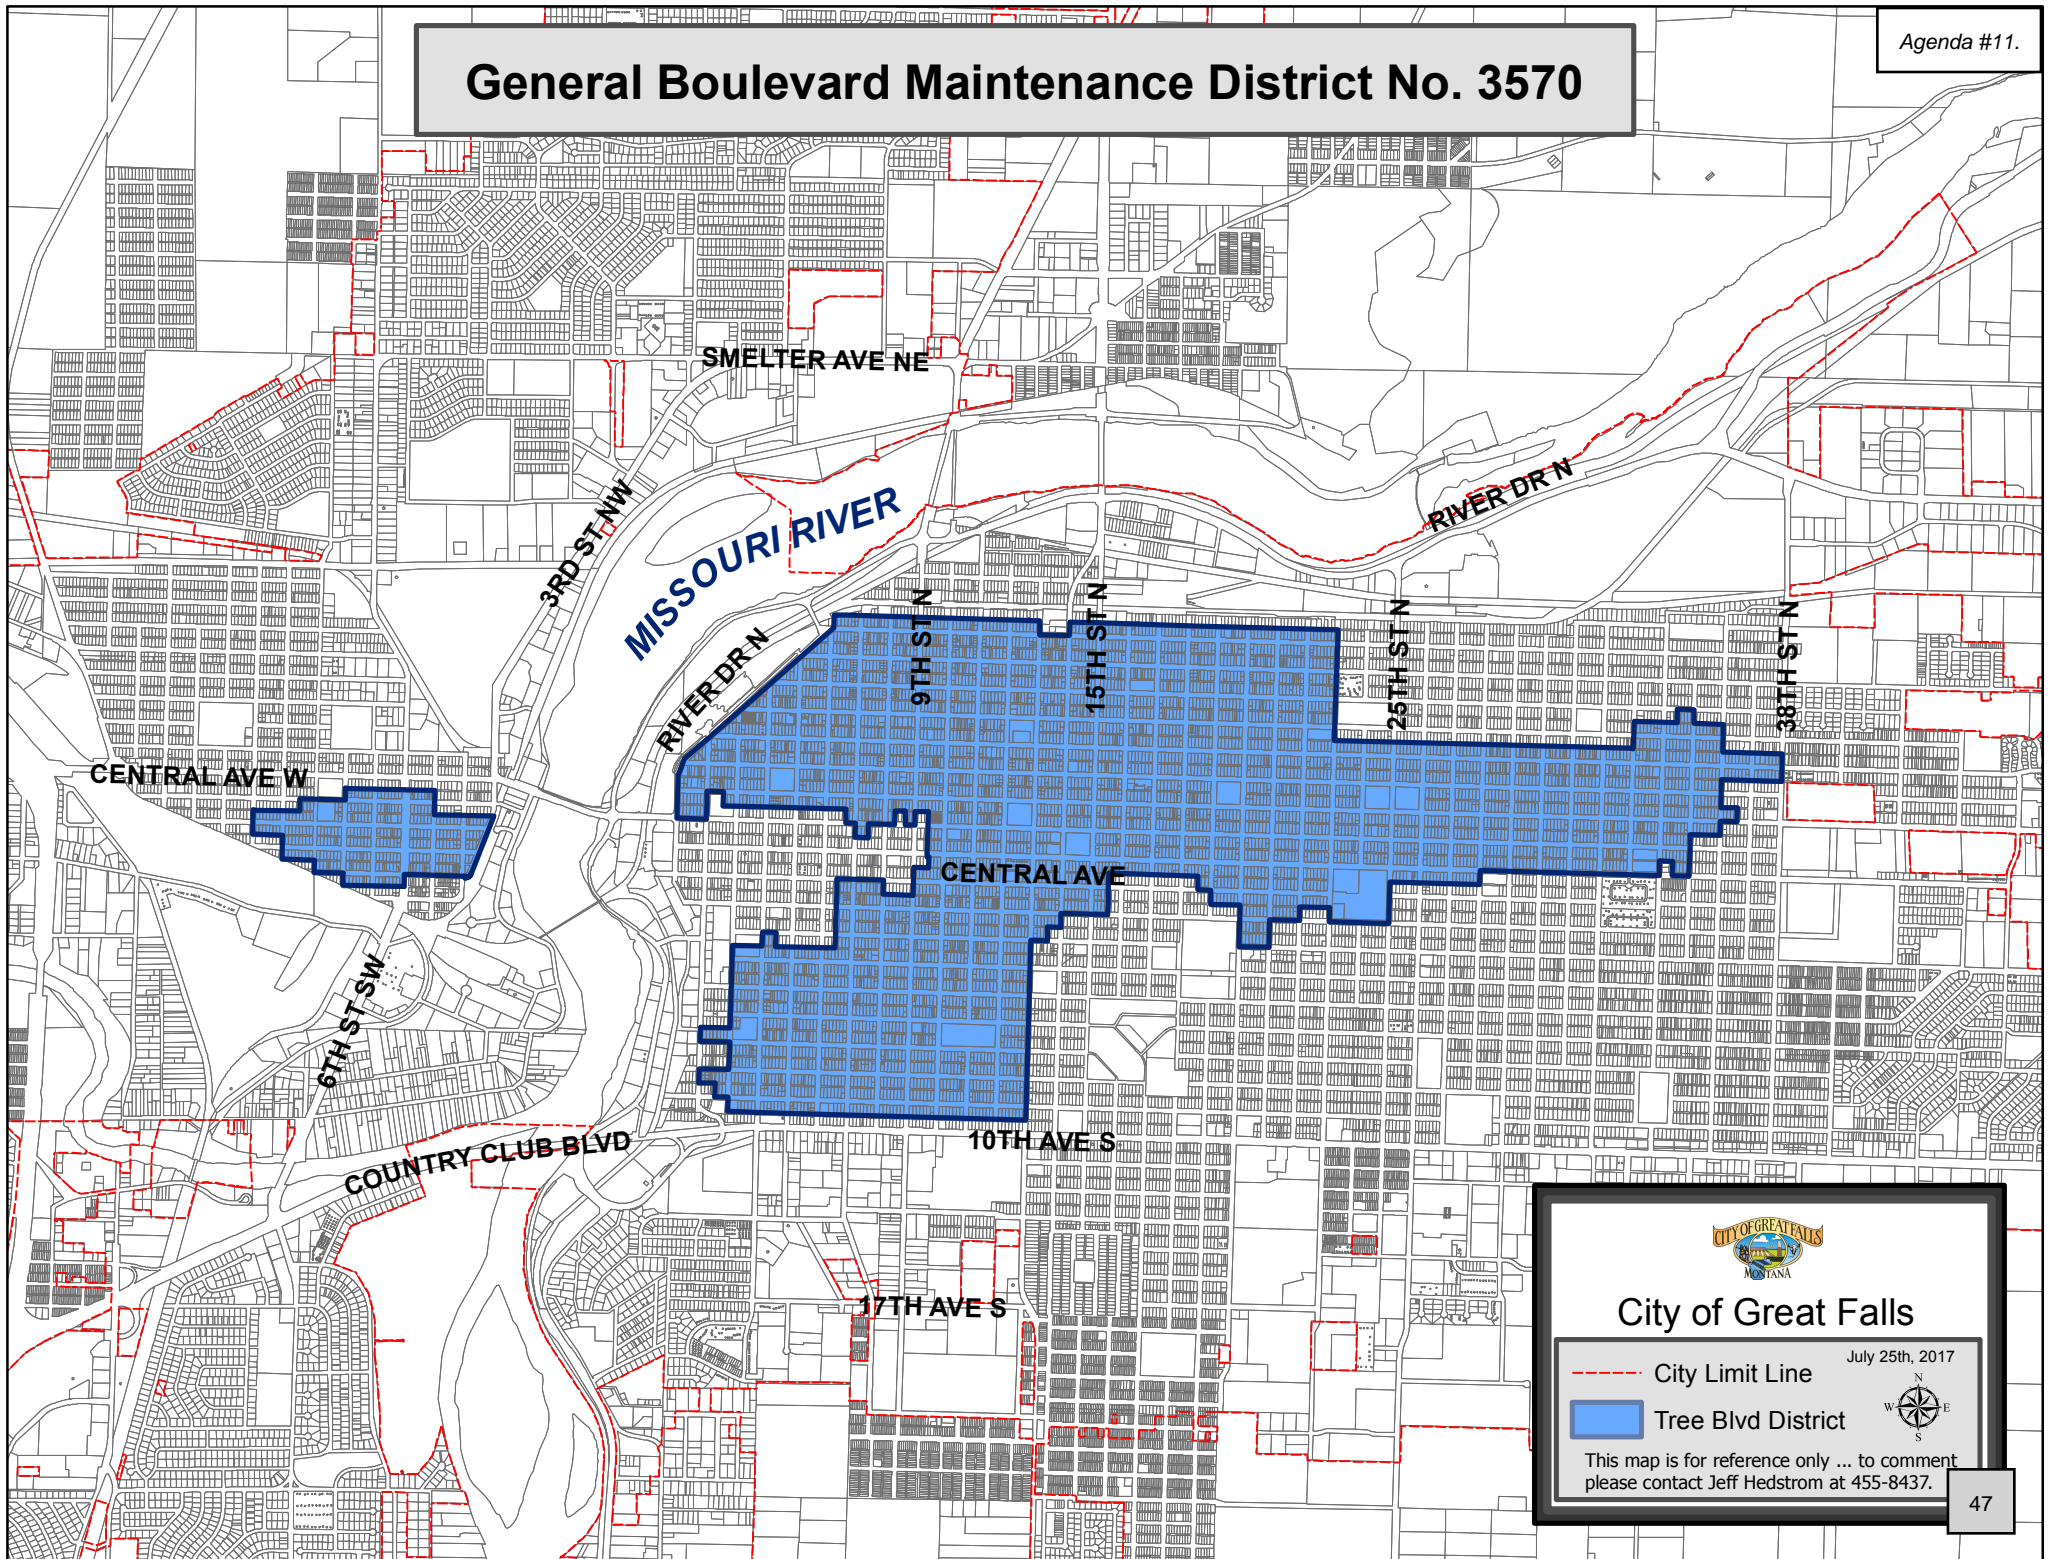 Agenda #11.
General Boulevard Maintenance District No. 3570
SMELTER AVE NE
3RD ST NW
MISSOURI RIVER
RIVER DR N
RIVER DR N
9TH ST N
15TH ST N
25TH ST N
38TH ST N
CENTRAL AVE W
CENTRAL AVE
6TH ST SW
COUNTRY CLUB BLVD
10TH AVE S
17TH AVE S
CITY OF GREAT FALLS
MONTANA
City of Great Falls
July 25th, 2017
City Limit Line
Tree Blvd District
N
W
E
S
This map is for reference only ... to comment
please contact Jeff Hedstrom at 455-8437.
47